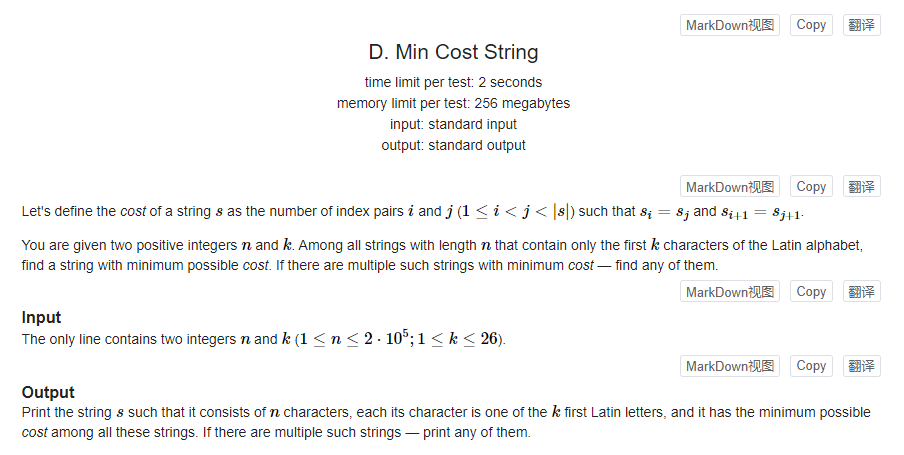 MarkDown视图 Copy 翻译
D. Min Cost String
time limit per test: 2 seconds
memory limit per test: 256 megabytes
input: standard input
output: standard output
MarkDown视图 Copy 翻译
Let's define the cost of a string s as the number of index pairs i and j (1 ≤ i < j < |s|) such that s_i = s_j and s_{i+1} = s_{j+1}.
You are given two positive integers n and k. Among all strings with length n that contain only the first k characters of the Latin alphabet,
find a string with minimum possible cost. If there are multiple such strings with minimum cost — find any of them.
MarkDown视图 Copy 翻译
Input
The only line contains two integers n and k (1 ≤ n ≤ 2 · 10^5; 1 ≤ k ≤ 26).
MarkDown视图 Copy 翻译
Output
Print the string s such that it consists of n characters, each its character is one of the k first Latin letters, and it has the minimum possible
cost among all these strings. If there are multiple such strings — print any of them.